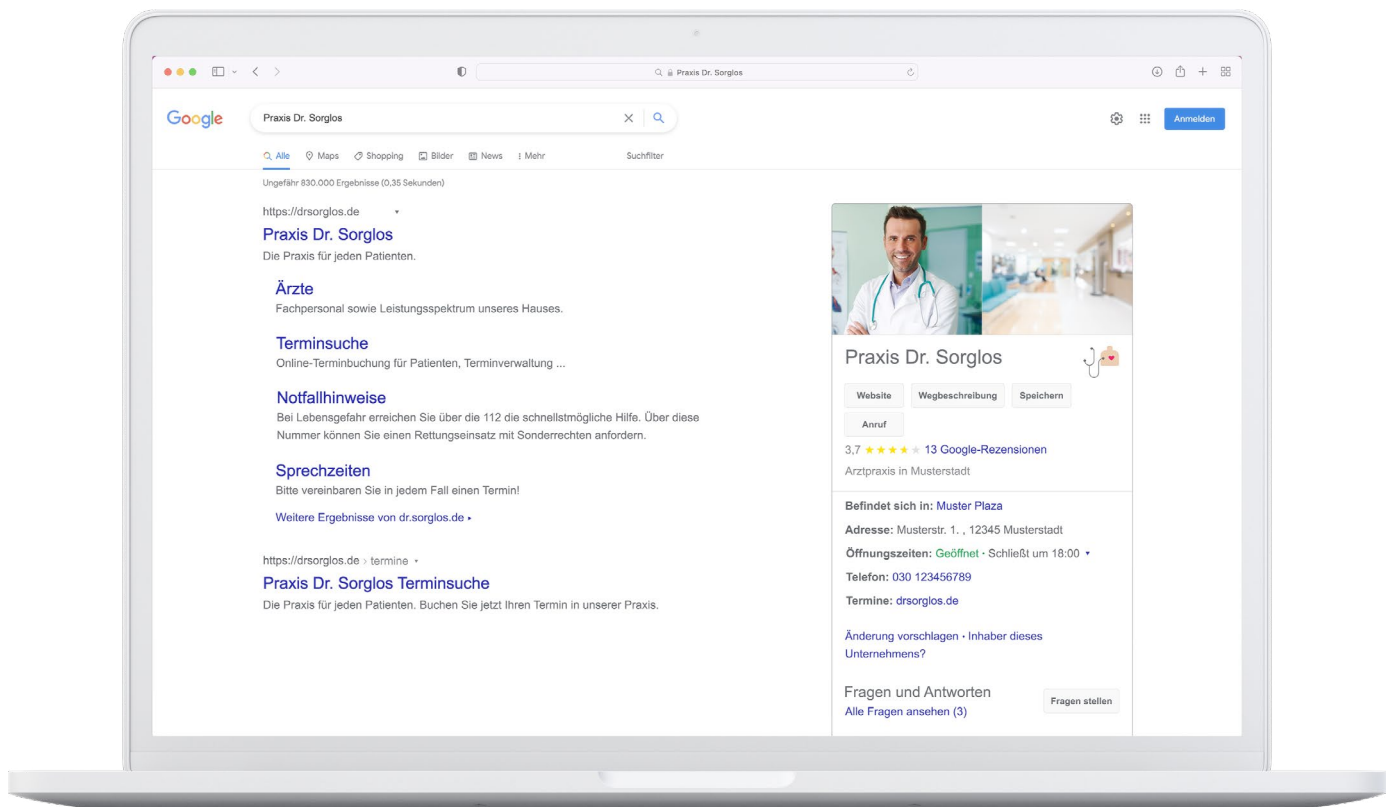 Praxis Dr. Sorglos
Google
Praxis Dr. Sorglos
Anmelden
Alle
Maps
Shopping
Bilder
News
Mehr
Suchfilter
Ungefähr 830.000 Ergebnisse (0,35 Sekunden)
https://drsorglos.de
Praxis Dr. Sorglos
Die Praxis für jeden Patienten.
Ärzte
Fachpersonal sowie Leistungsspektrum unseres Hauses.
Terminsuche
Online-Terminbuchung für Patienten, Terminverwaltung ...
Notfallhinweise
Bei Lebensgefahr erreichen Sie über die 112 die schnellstmögliche Hilfe. Über diese
Nummer können Sie einen Rettungseinsatz mit Sonderrechten anfordern.
Sprechzeiten
Bitte vereinbaren Sie in jedem Fall einen Termin!
Weitere Ergebnisse von dr.sorglos.de ▸
https://drsorglos.de › termine
Praxis Dr. Sorglos Terminsuche
Die Praxis für jeden Patienten. Buchen Sie jetzt Ihren Termin in unserer Praxis.
Praxis Dr. Sorglos
Website
Wegbeschreibung
Speichern
Anruf
3,7 ★★★★★ 13 Google-Rezensionen
Arztpraxis in Musterstadt
Befindet sich in: Muster Plaza
Adresse: Musterstr. 1. , 12345 Musterstadt
Öffnungszeiten: Geöffnet · Schließt um 18:00
Telefon: 030 123456789
Termine: drsorglos.de
Änderung vorschlagen · Inhaber dieses
Unternehmens?
Fragen und Antworten
Alle Fragen ansehen (3)
Fragen stellen